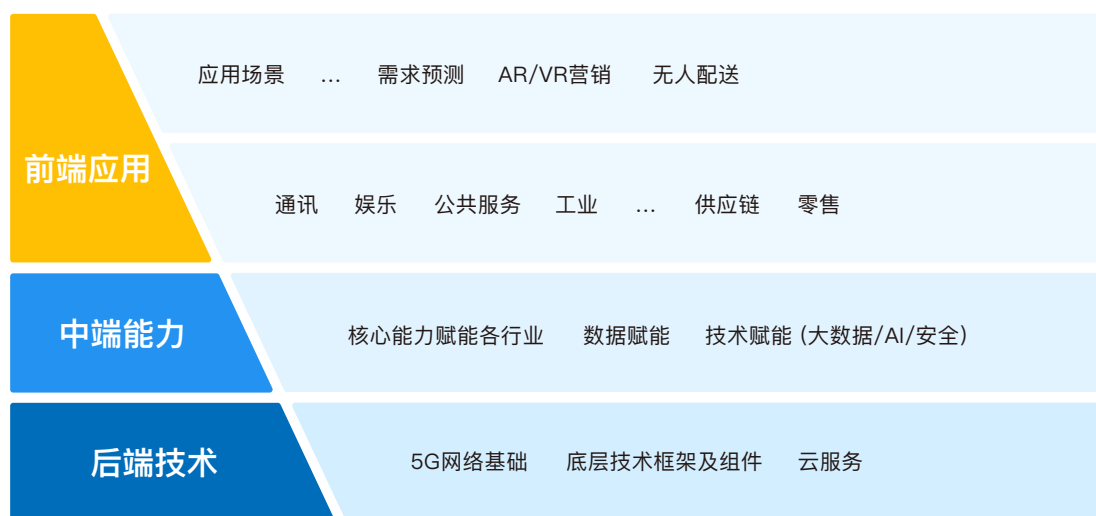 应用场景 … 需求预测 AR/VR营销 无人配送
前端应用
通讯 娱乐 公共服务 工业 … 供应链 零售
中端能力
核心能力赋能各行业 数据赋能 技术赋能 (大数据/AI/安全)
后端技术
5G网络基础 底层技术框架及组件 云服务